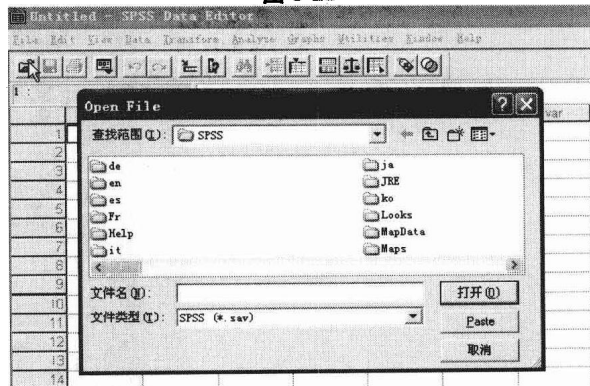 Untitled - SPSS Data Editor
File Edit View Data Transform Analyze Graphs Utilities Window Help
1 :
var
Open File
查找范围(I): SPSS
de
en
es
Fr
Help
it
ja
JRE
ko
Looks
MapData
Maps
文件名(N):
打开(O)
文件类型(T): SPSS (*.sav)
Paste
取消
1
2
3
4
5
6
7
8
9
10
11
12
13
14